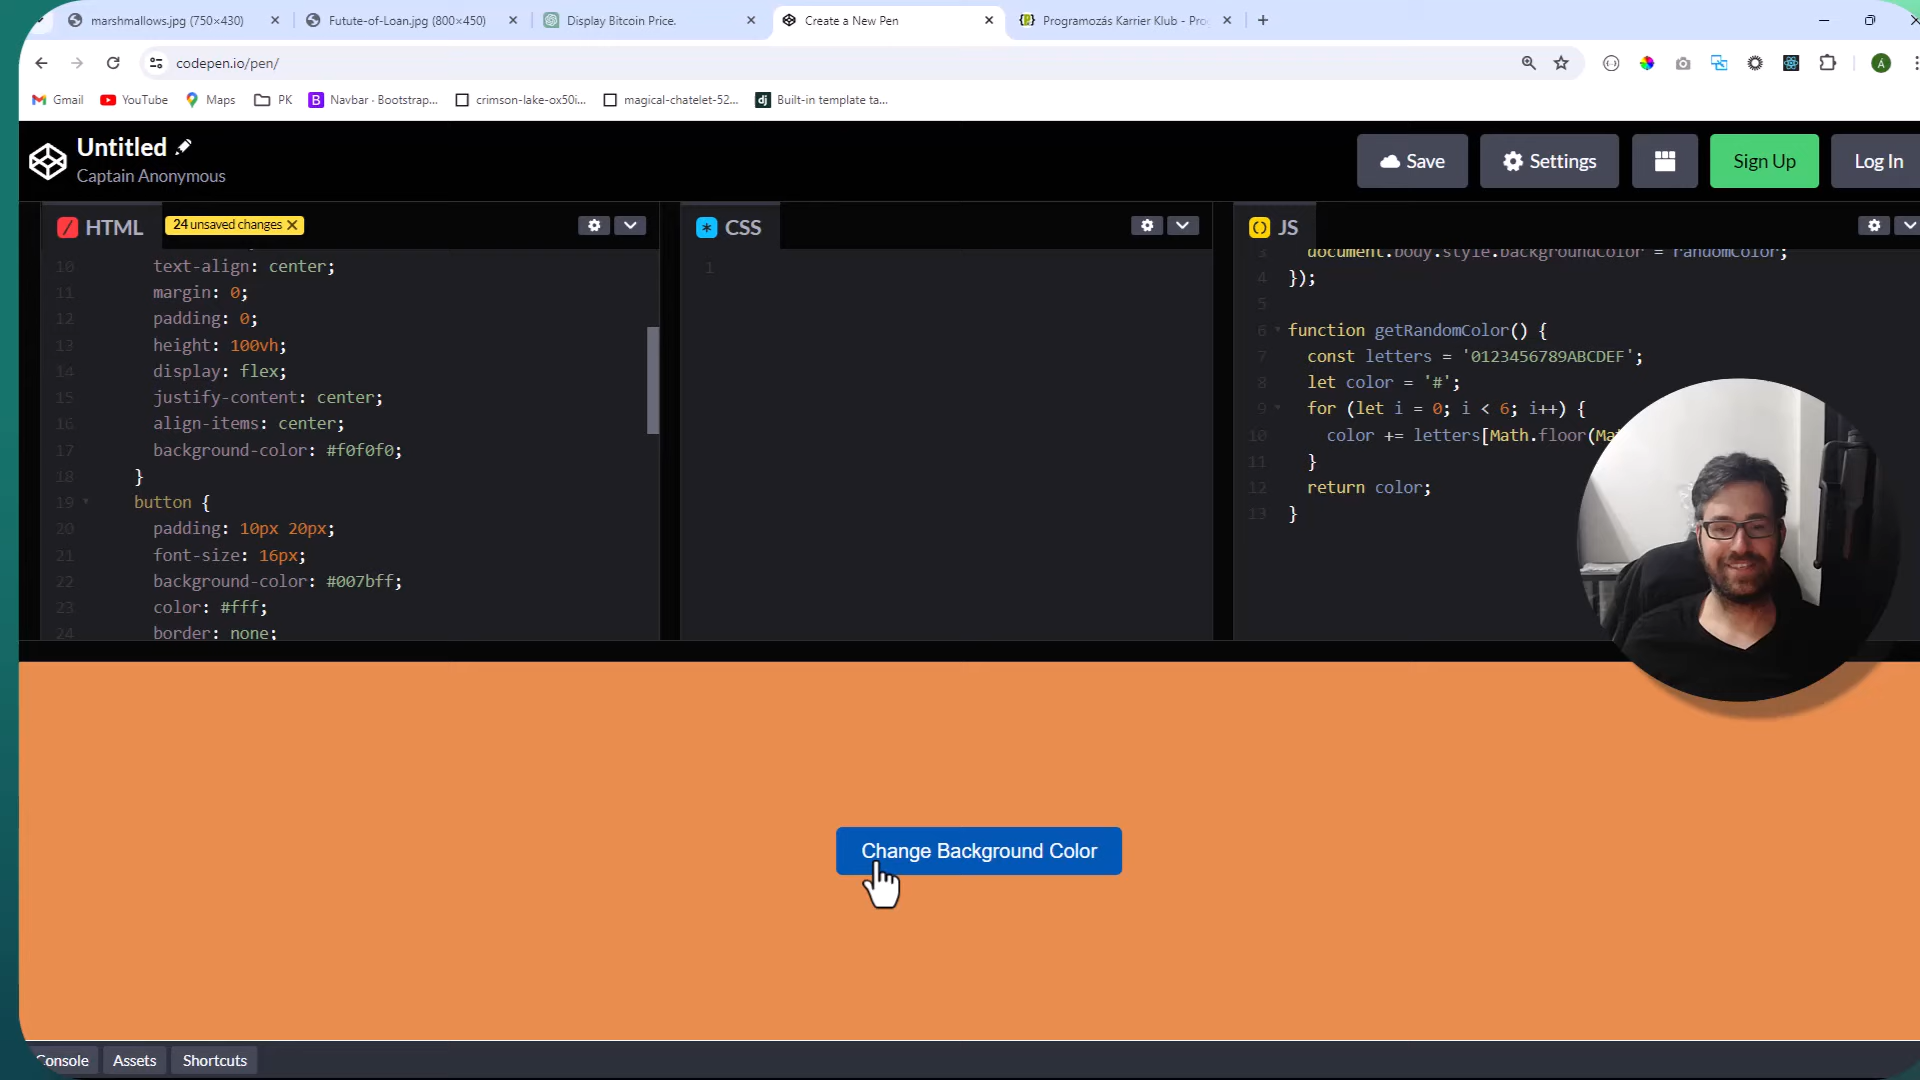 marshmallows.jpg (750×430)
Futute-of-Loan.jpg (800×450)
Display Bitcoin Price.
Create a New Pen
Programozás Karrier Klub - Pro
codepen.io/pen/
Á
Gmail
YouTube
Maps
PK
B Navbar · Bootstrap...
crimson-lake-ox50i...
magical-chatelet-52...
dj Built-in template ta...
Untitled
Captain Anonymous
Save
Settings
Sign Up
Log In
HTML
24 unsaved changes
10 text-align: center;
11 margin: 0;
12 padding: 0;
13 height: 100vh;
14 display: flex;
15 justify-content: center;
16 align-items: center;
17 background-color: #f0f0f0;
18 }
19 button {
20 padding: 10px 20px;
21 font-size: 16px;
22 background-color: #007bff;
23 color: #fff;
24 border: none;
CSS
1
JS
3 document.body.style.backgroundColor = randomColor;
4 });
5
6 function getRandomColor() {
7 const letters = '0123456789ABCDEF';
8 let color = '#';
9 for (let i = 0; i < 6; i++) {
10 color += letters[Math.floor(Ma
11 }
12 return color;
13 }
Change Background Color
Console
Assets
Shortcuts